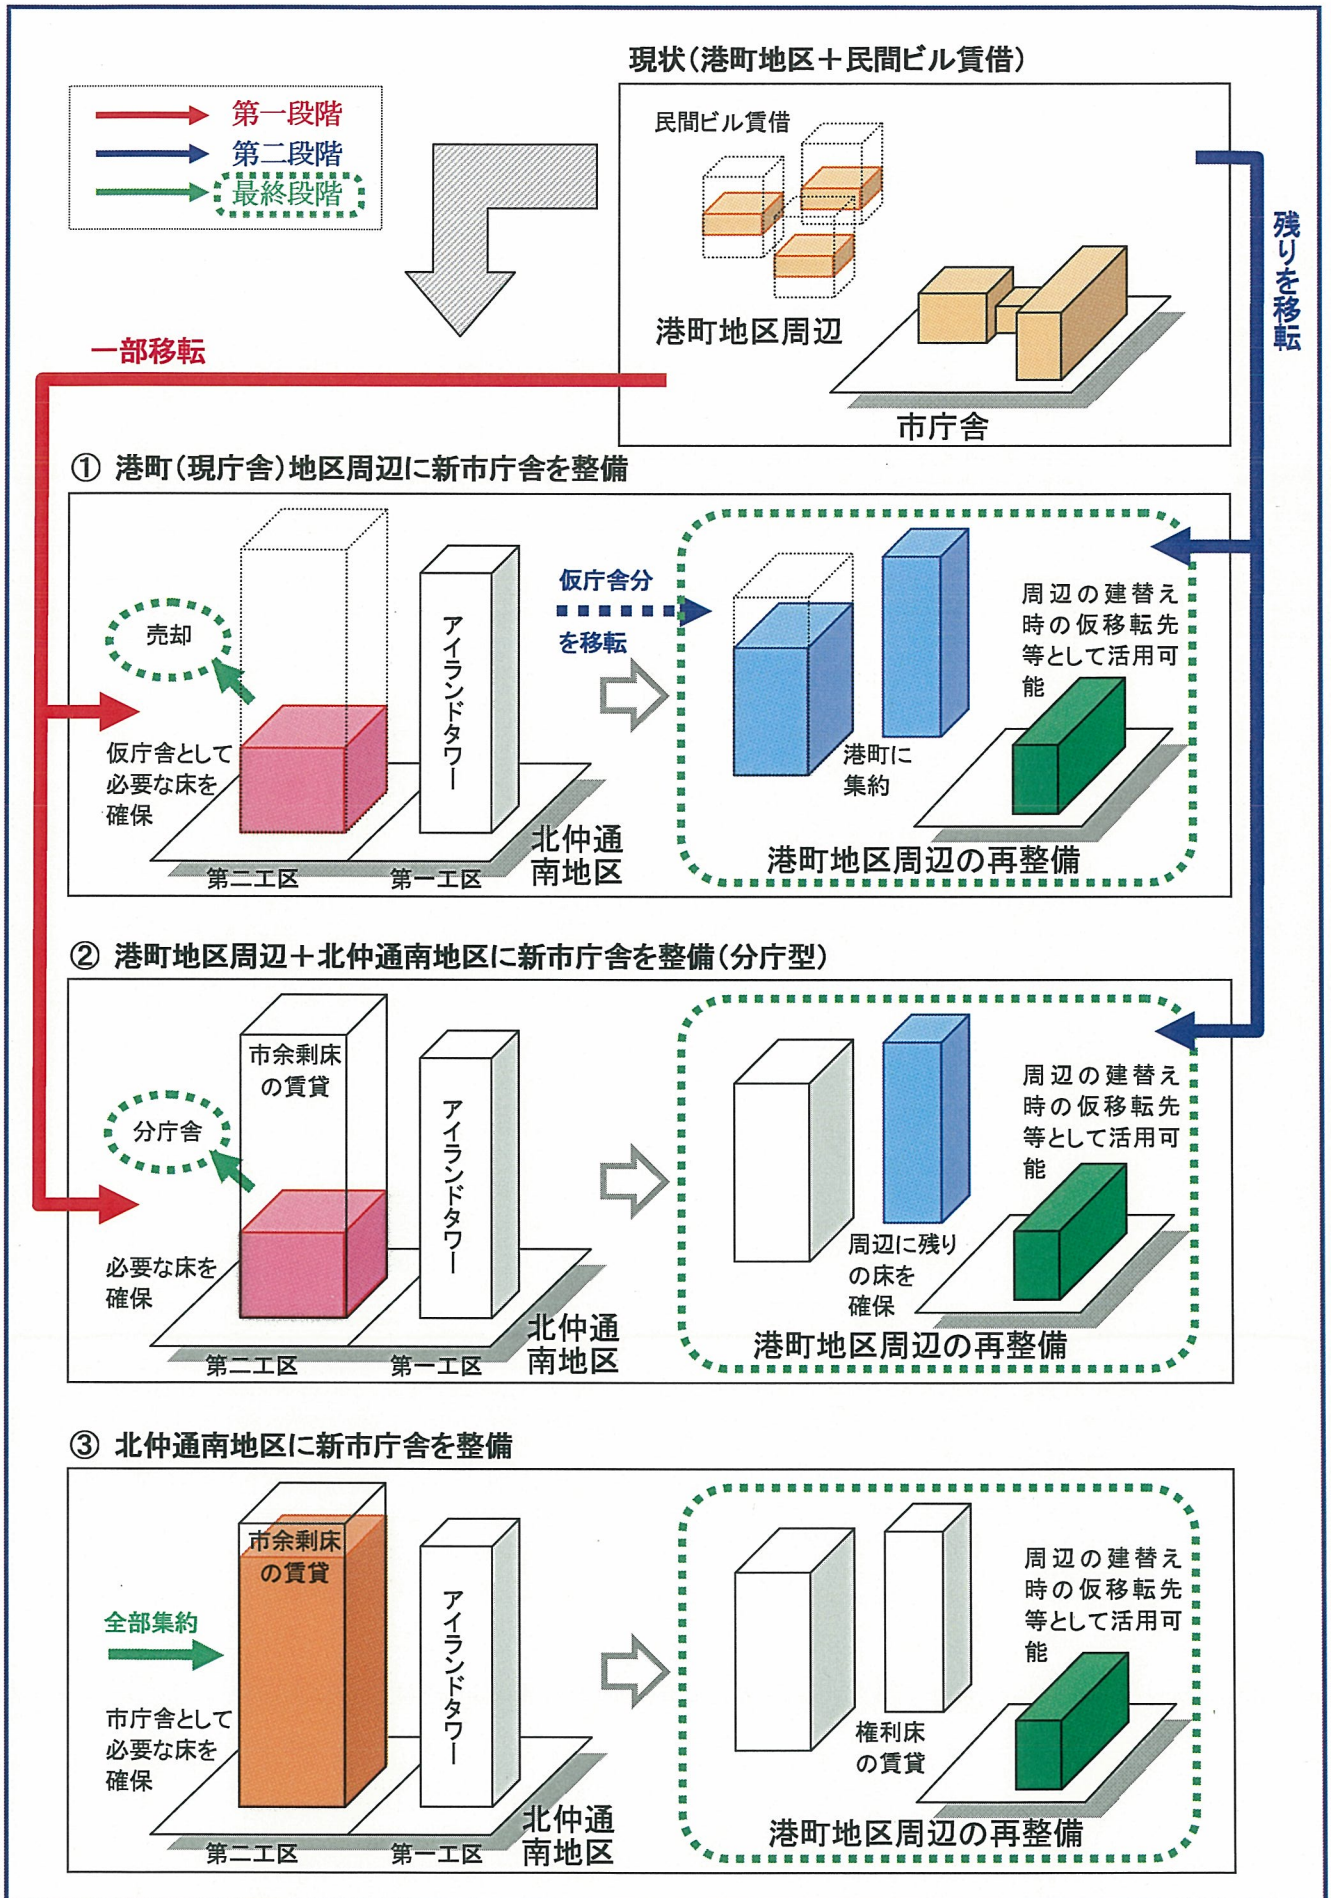 現状(港町地区＋民間ビル賃借)
第一段階
第二段階
最終段階
民間ビル賃借
港町地区周辺
市庁舎
残りを移転
一部移転
① 港町(現庁舎)地区周辺に新市庁舎を整備
売却
仮庁舎として
必要な床を
確保
アイランドタワー
第二工区
第一工区
北仲通
南地区
仮庁舎分
を移転
港町に
集約
周辺の建替え
時の仮移転先
等として活用可
能
港町地区周辺の再整備
② 港町地区周辺＋北仲通南地区に新市庁舎を整備(分庁型)
市余剰床
の賃貸
分庁舎
必要な床を
確保
アイランドタワー
第二工区
第一工区
北仲通
南地区
周辺に残り
の床を
確保
周辺の建替え
時の仮移転先
等として活用可
能
港町地区周辺の再整備
③ 北仲通南地区に新市庁舎を整備
市余剰床
の賃貸
全部集約
市庁舎として
必要な床を
確保
アイランドタワー
第二工区
第一工区
北仲通
南地区
権利床
の賃貸
周辺の建替え
時の仮移転先
等として活用可
能
港町地区周辺の再整備